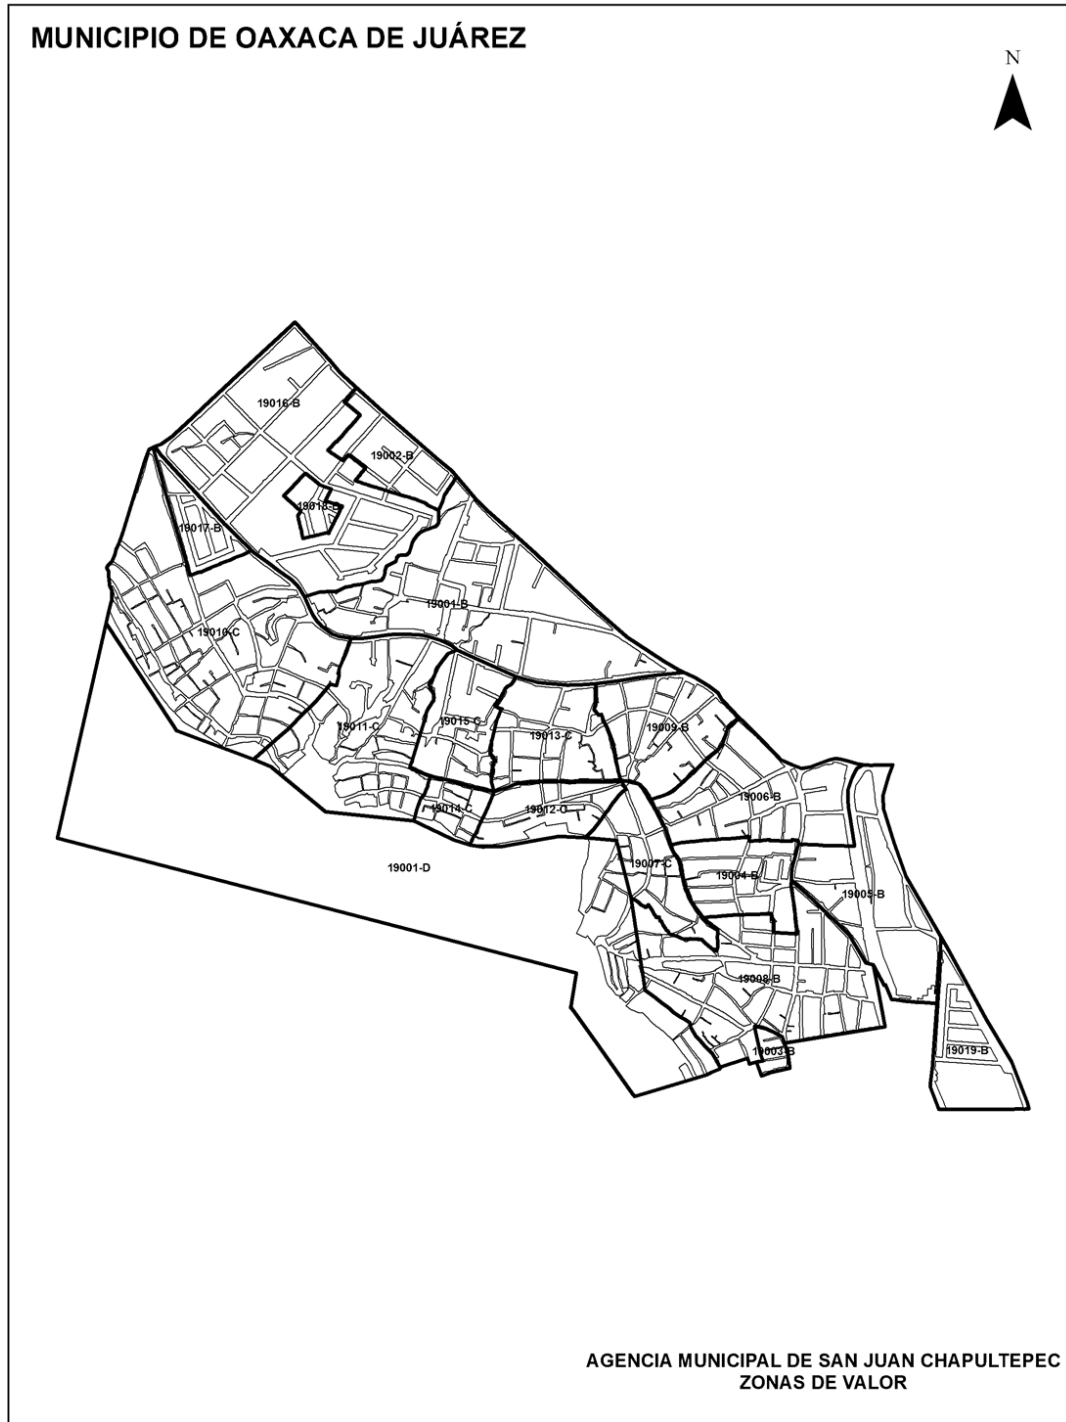 MUNICIPIO DE OAXACA DE JUÁREZ
N
19016-B
19002-B
19018-B
19017-B
19001-B
19010-C
19011-C
19015-C
19013-C
19009-B
19006-B
19014-C
19012-C
19001-D
19007-C
19004-B
19005-B
19008-B
19003-B
19019-B
AGENCIA MUNICIPAL DE SAN JUAN CHAPULTEPEC
ZONAS DE VALOR